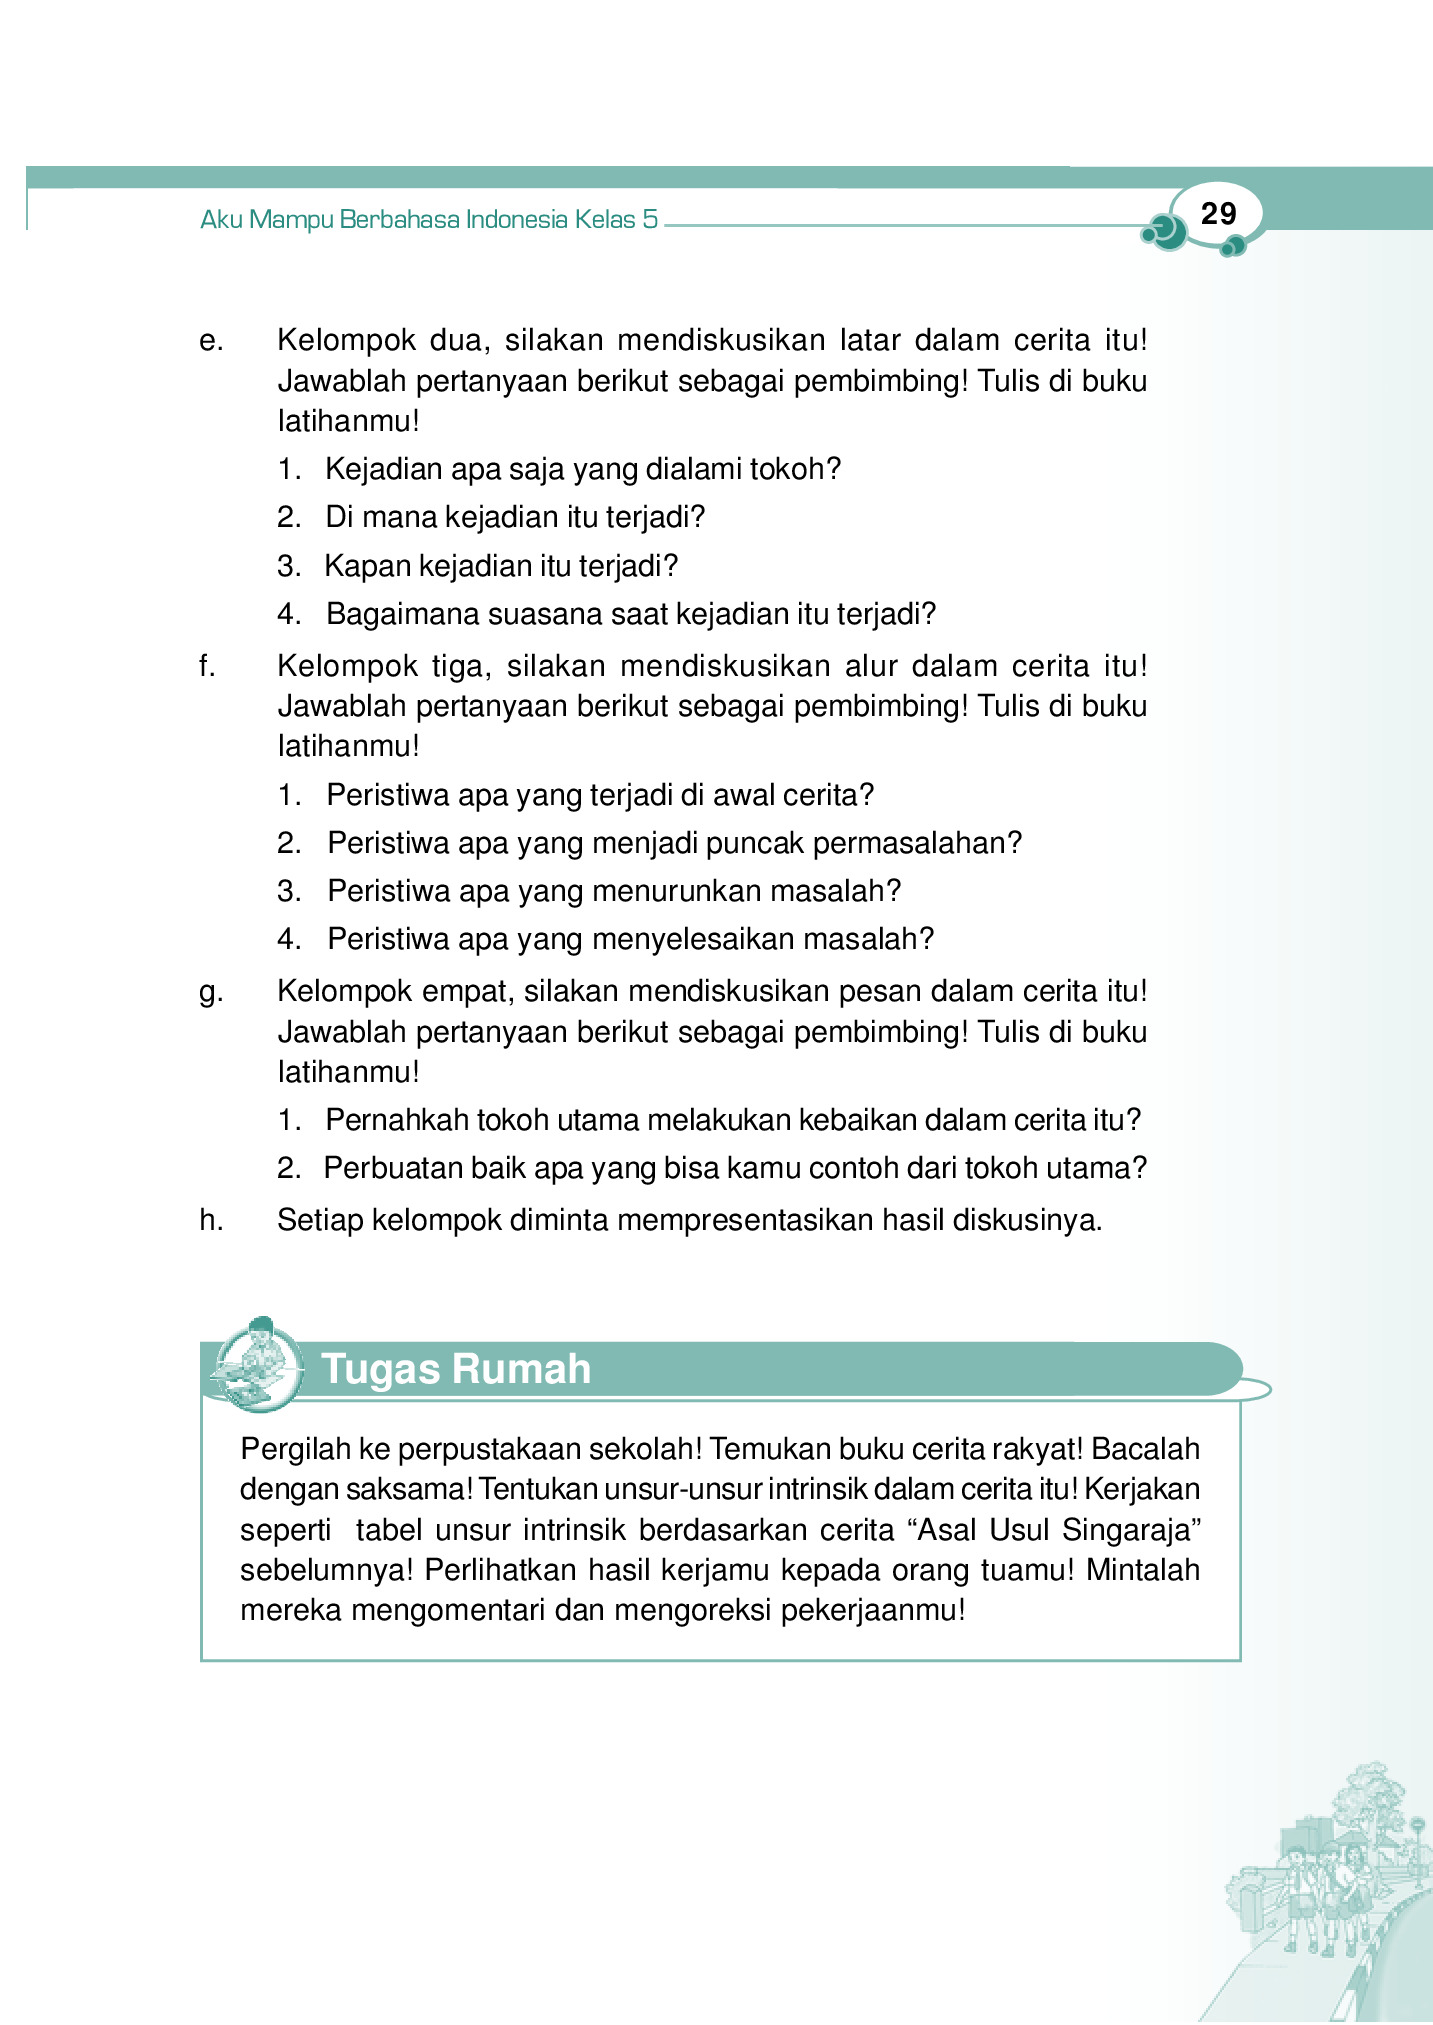 Aku Mampu Berbahasa Indonesia Kelas 5
29
e. Kelompok dua, silakan mendiskusikan latar dalam cerita itu!
Jawablah pertanyaan berikut sebagai pembimbing! Tulis di buku
latihanmu!
1. Kejadian apa saja yang dialami tokoh?
2. Di mana kejadian itu terjadi?
3. Kapan kejadian itu terjadi?
4. Bagaimana suasana saat kejadian itu terjadi?
f. Kelompok tiga, silakan mendiskusikan alur dalam cerita itu!
Jawablah pertanyaan berikut sebagai pembimbing! Tulis di buku
latihanmu!
1. Peristiwa apa yang terjadi di awal cerita?
2. Peristiwa apa yang menjadi puncak permasalahan?
3. Peristiwa apa yang menurunkan masalah?
4. Peristiwa apa yang menyelesaikan masalah?
g. Kelompok empat, silakan mendiskusikan pesan dalam cerita itu!
Jawablah pertanyaan berikut sebagai pembimbing! Tulis di buku
latihanmu!
1. Pernahkah tokoh utama melakukan kebaikan dalam cerita itu?
2. Perbuatan baik apa yang bisa kamu contoh dari tokoh utama?
h. Setiap kelompok diminta mempresentasikan hasil diskusinya.
Tugas Rumah
Pergilah ke perpustakaan sekolah! Temukan buku cerita rakyat! Bacalah
dengan saksama! Tentukan unsur-unsur intrinsik dalam cerita itu! Kerjakan
seperti tabel unsur intrinsik berdasarkan cerita “Asal Usul Singaraja”
sebelumnya! Perlihatkan hasil kerjamu kepada orang tuamu! Mintalah
mereka mengomentari dan mengoreksi pekerjaanmu!